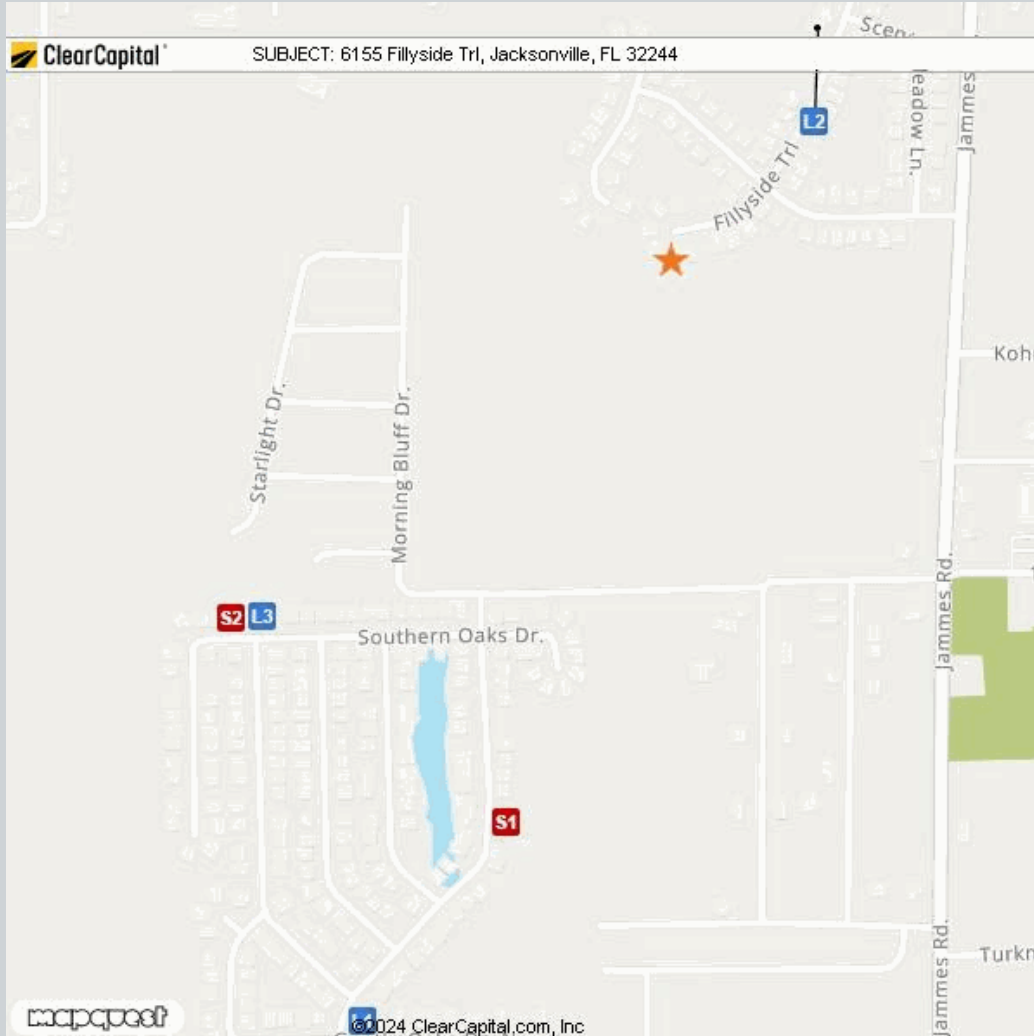 ClearCapital SUBJECT: 6155 Fillyside Trl, Jacksonville, FL 32244
L2
Jammes
Fillyside Trl
Starlight Dr.
Morning Bluff Dr.
Jammes Rd.
S2 L3
Southern Oaks Dr.
S1
Jammes Rd.
mapquest
©2024 ClearCapital.com, Inc